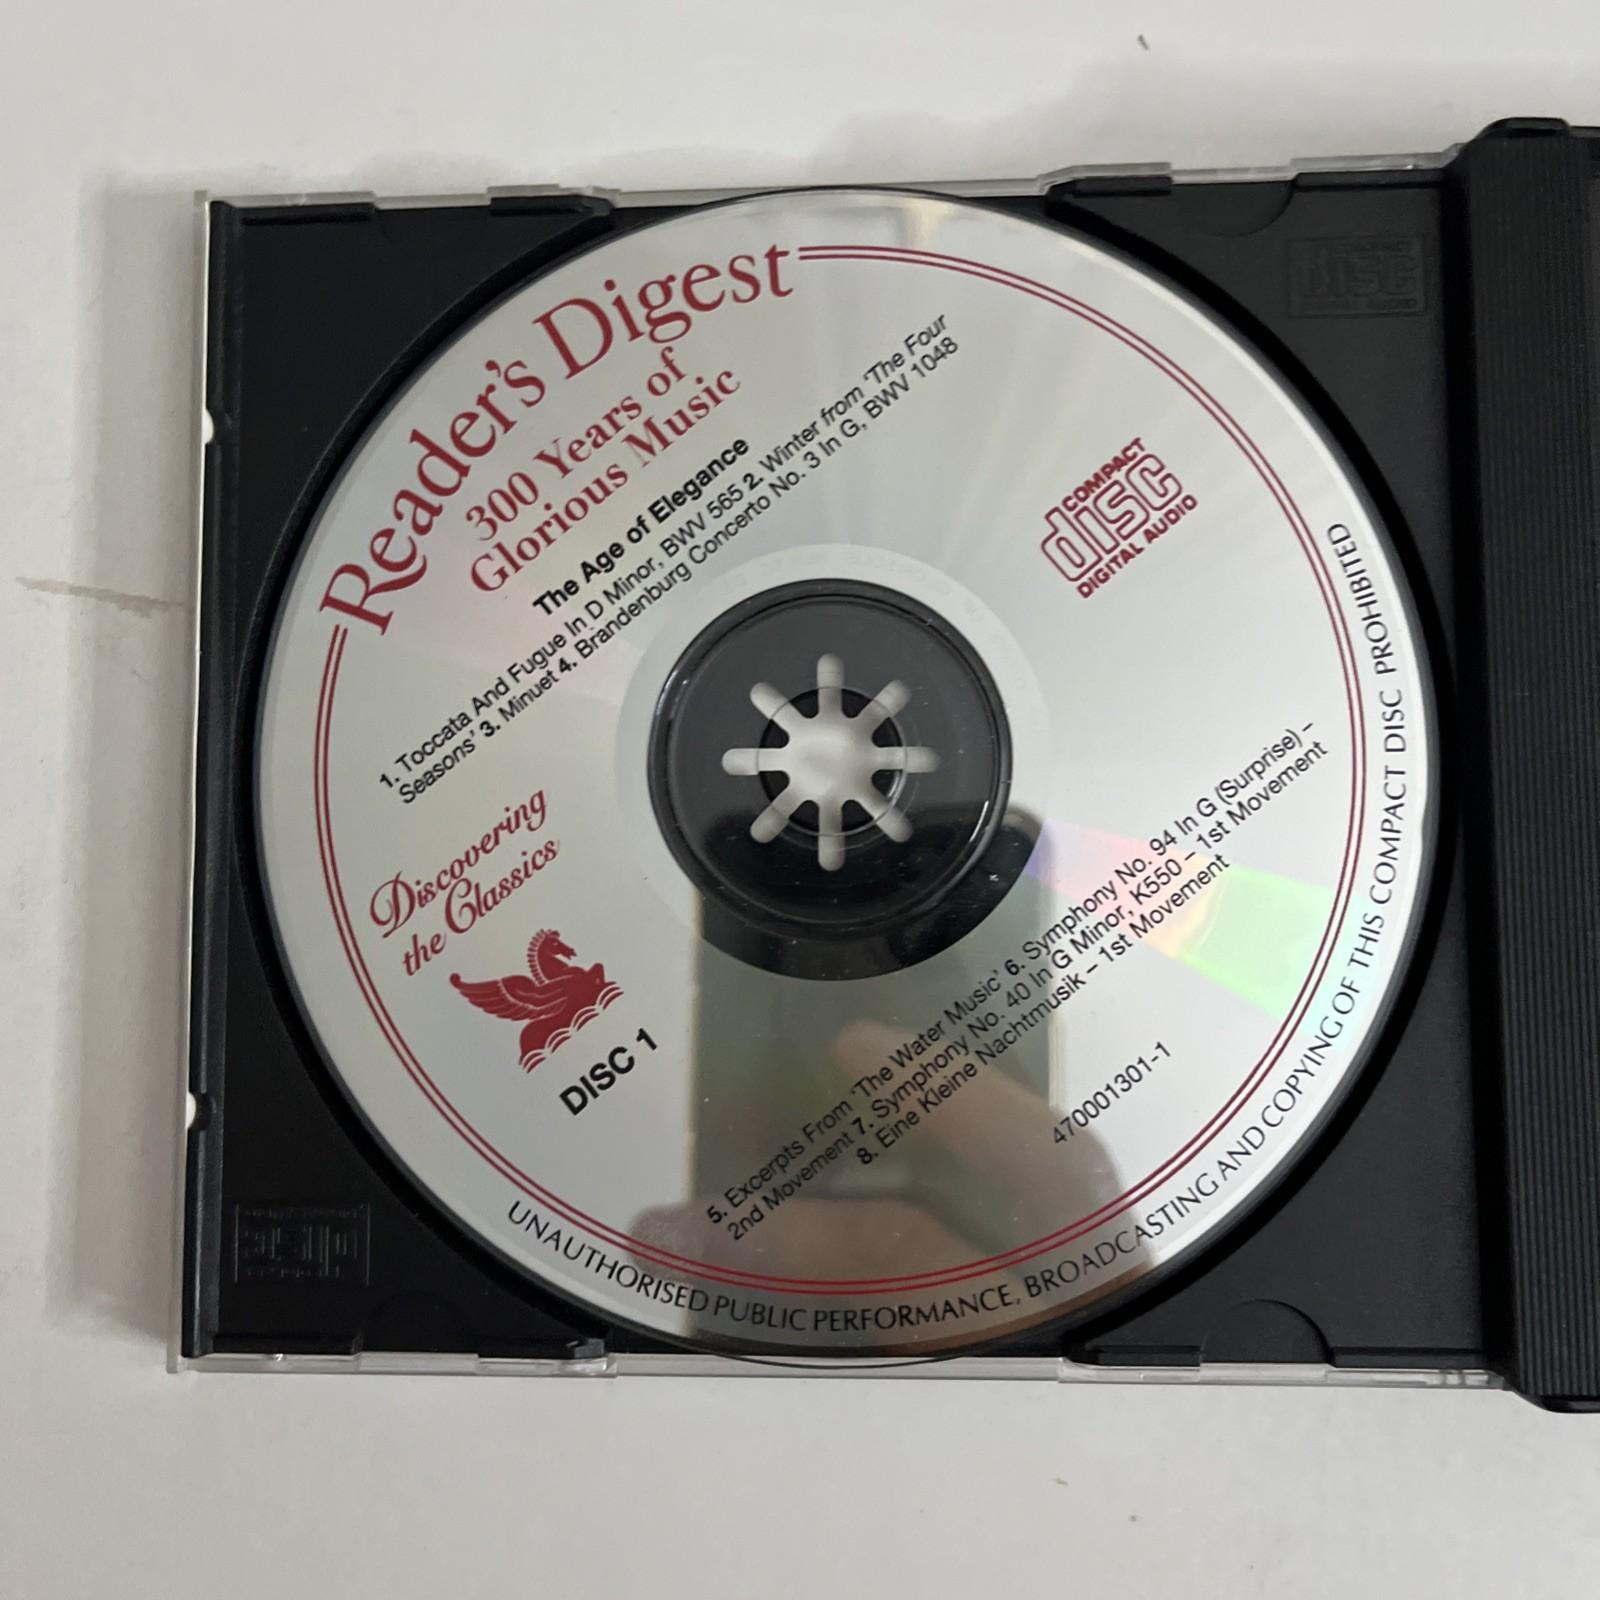 Reader's Digest
300 Years of
Glorious Music
The Age of Elegance
1. Toccata And Fugue In D Minor, BWV 565 2. Winter from 'The Four
Seasons' 3. Minuet 4. Brandenburg Concerto No. 3 In G, BWV 1048
COMPACT
disc
DIGITAL AUDIO
Discovering
the Classics
DISC 1
5. Excerpts From 'The Water Music' 6. Symphony No. 94 In G (Surprise) –
2nd Movement 7. Symphony No. 40 In G Minor, K550 – 1st Movement
8. Eine Kleine Nachtmusik – 1st Movement
470001301-1
UNAUTHORISED PUBLIC PERFORMANCE, BROADCASTING AND COPYING OF THIS COMPACT DISC PROHIBITED
DISC